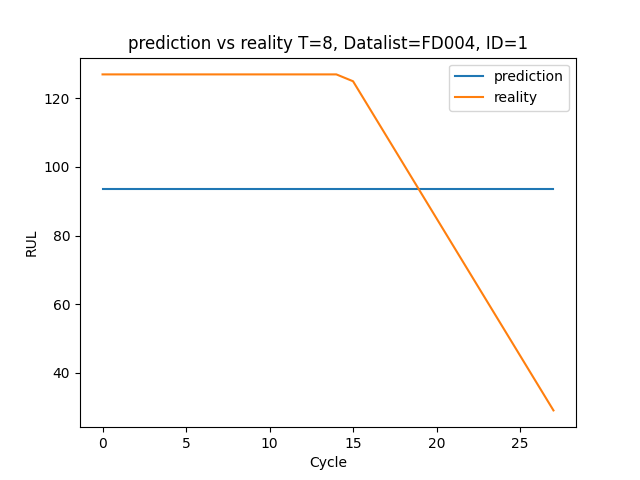 prediction vs reality T=8, Datalist=FD004, ID=1
prediction
reality
120
100
80
60
40
RUL
0 5 10 15 20 25
Cycle